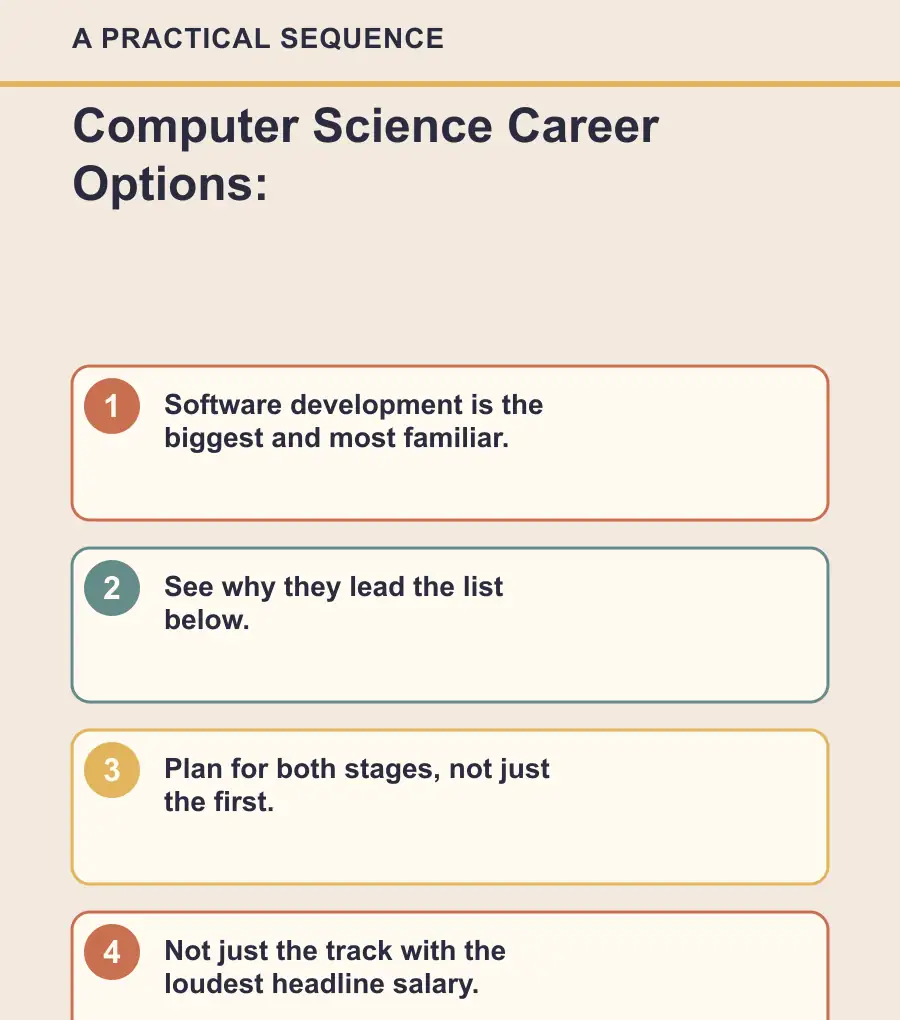 A PRACTICAL SEQUENCE
Computer Science Career
Options:
1
Software development is the
biggest and most familiar.
2
See why they lead the list
below.
3
Plan for both stages, not just
the first.
4
Not just the track with the
loudest headline salary.